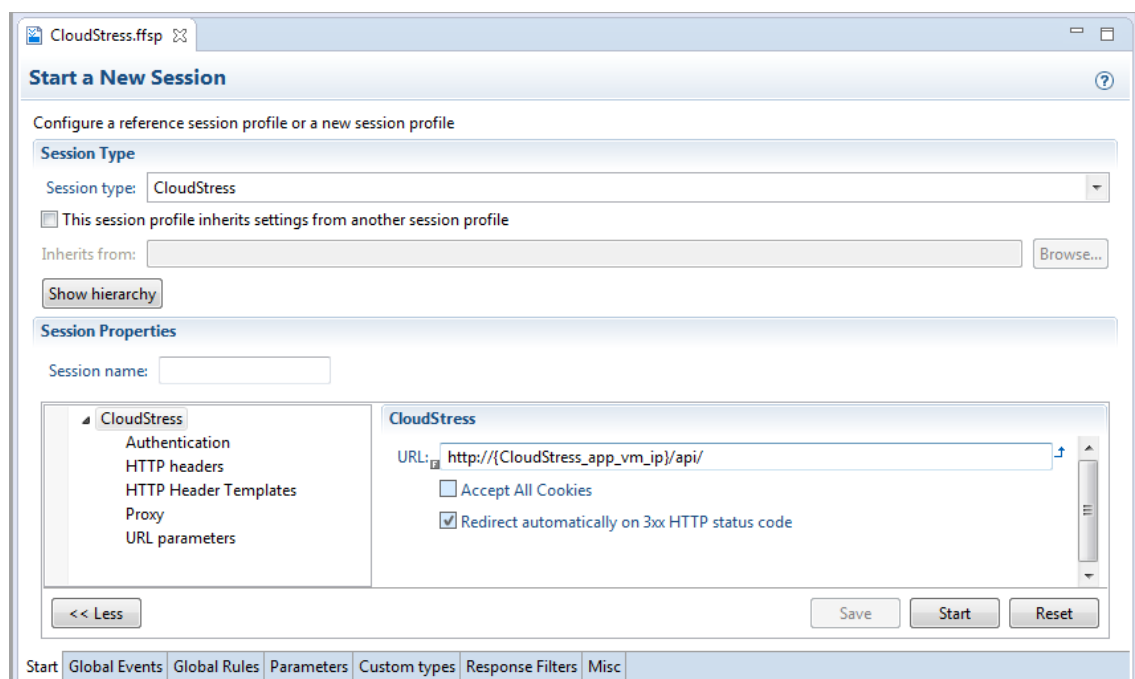 CloudStress.ffsp
Start a New Session
?
Configure a reference session profile or a new session profile
Session Type
Session type: CloudStress
This session profile inherits settings from another session profile
Inherits from: Browse...
Show hierarchy
Session Properties
Session name:
CloudStress
Authentication
HTTP headers
HTTP Header Templates
Proxy
URL parameters
CloudStress
URL: http://{CloudStress_app_vm_ip}/api/
Accept All Cookies
Redirect automatically on 3xx HTTP status code
<< Less Save Start Reset
Start Global Events Global Rules Parameters Custom types Response Filters Misc